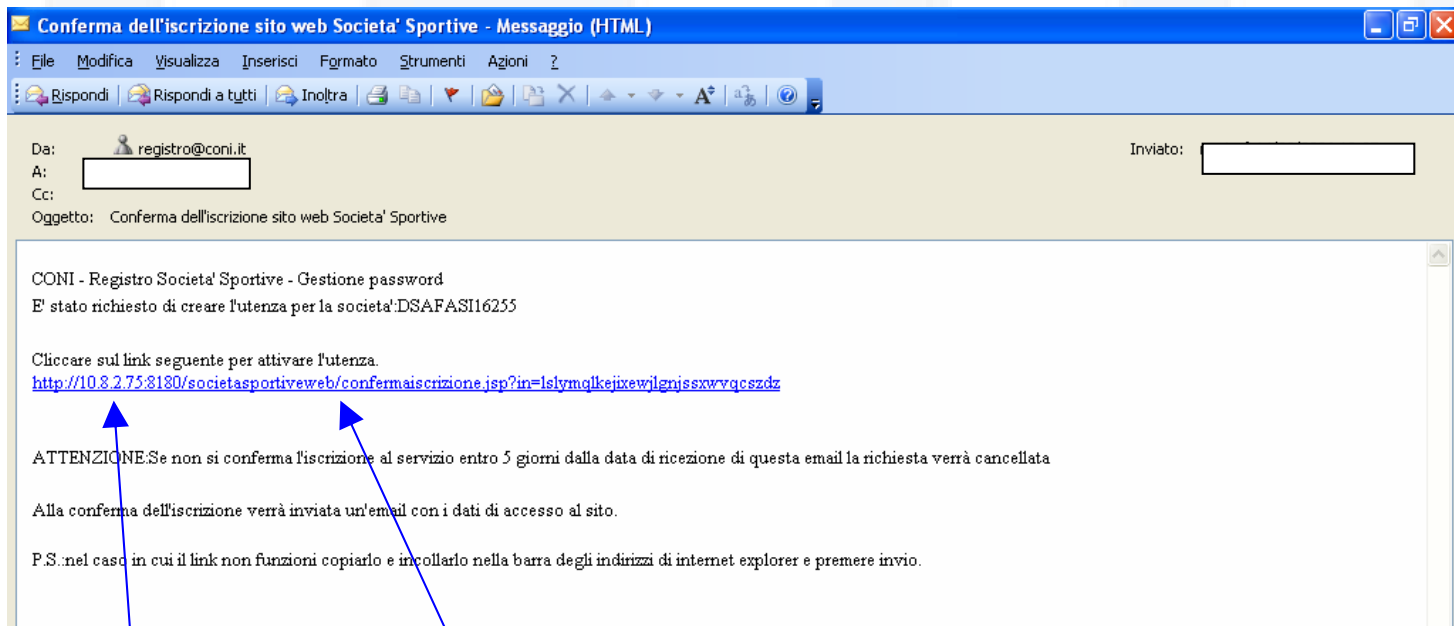 Conferma dell'iscrizione sito web Societa' Sportive - Messaggio (HTML)
File Modifica Visualizza Inserisci Formato Strumenti Azioni ?
Rispondi Rispondi a tutti Inoltra
Da: registro@coni.it Inviato:
A:
Cc:
Oggetto: Conferma dell'iscrizione sito web Societa' Sportive
CONI - Registro Societa' Sportive - Gestione password
E' stato richiesto di creare l'utenza per la societa':DSAFASI16255
Cliccare sul link seguente per attivare l'utenza.
http://10.8.2.75:8180/societasportiveweb/confermaiscrizione.jsp?in=lslymqlkejixewjlgnjssxwvqcszdz
ATTENZIONE:Se non si conferma l'iscrizione al servizio entro 5 giorni dalla data di ricezione di questa email la richiesta verrà cancellata
Alla conferma dell'iscrizione verrà inviata un'email con i dati di accesso al sito.
P.S.:nel caso in cui il link non funzioni copiarlo e incollarlo nella barra degli indirizzi di internet explorer e premere invio.